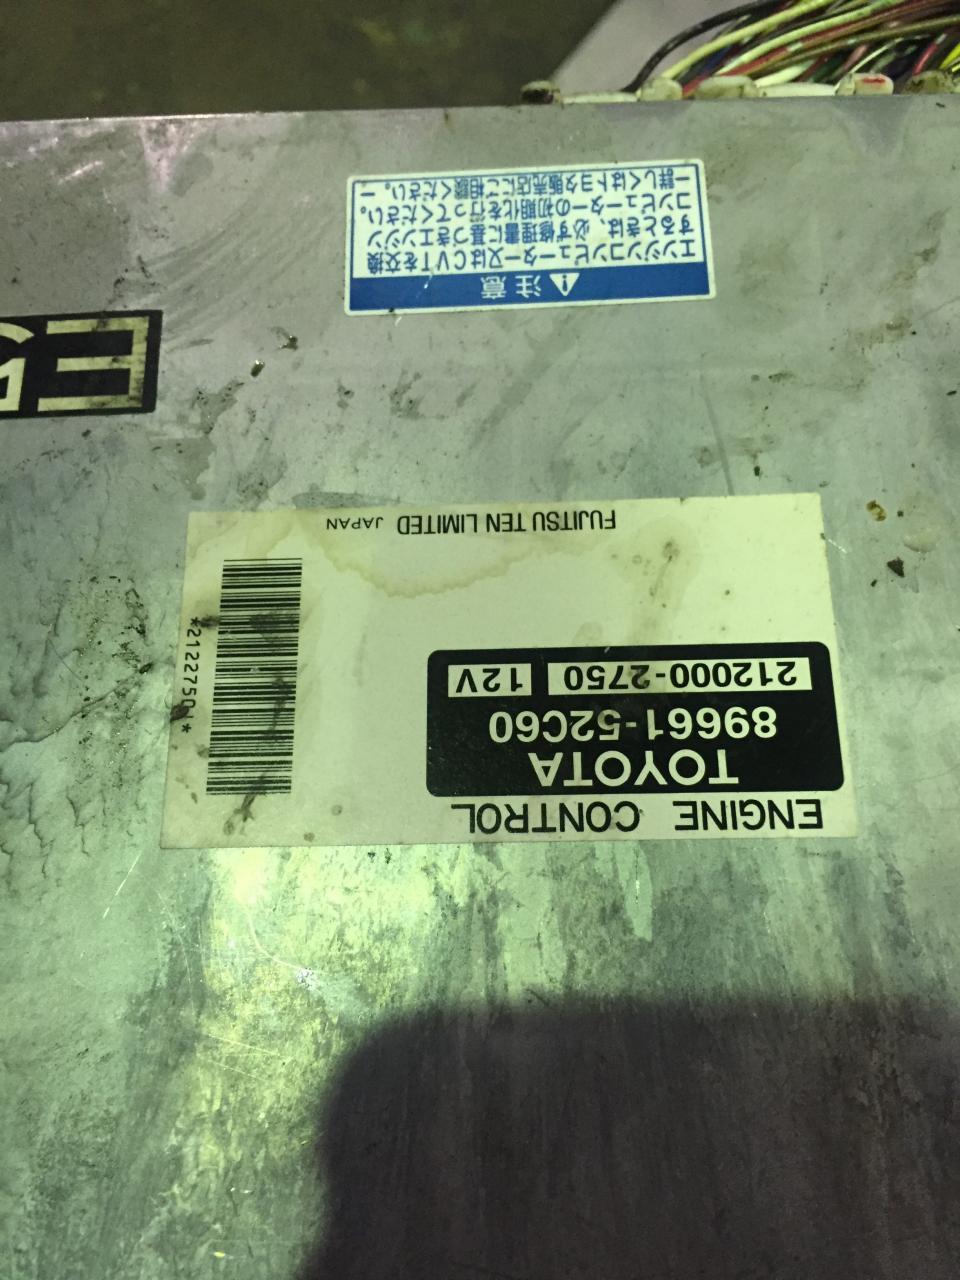 ENGINE CONTROL
TOYOTA
89661-52C60
212000-2750 12V
FUJITSU TEN LIMITED JAPAN
注意
エンジンコンピューター又はCVTを交換
するときは、必ず修理書に基づきエンジン
コンピューターの初期化を行ってください。
ー詳しくはトヨタ販売店にご相談ください。ー